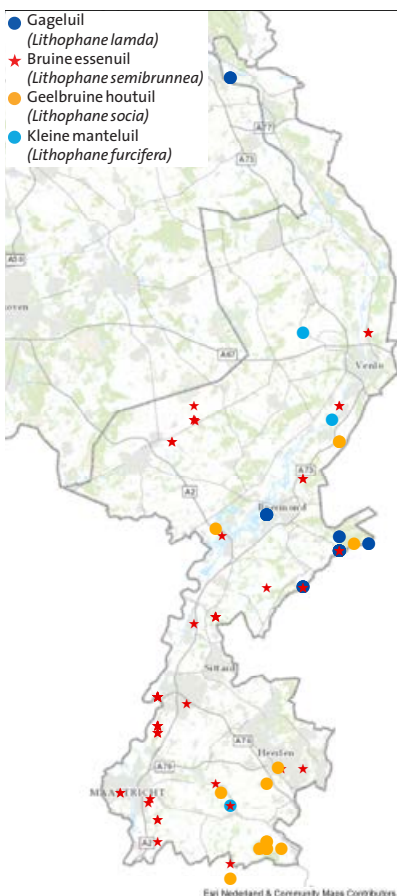 Gageluil
(Lithophane lamda)
Bruine essenuil
(Lithophane semibrunnea)
Geelbruine houtuil
(Lithophane socia)
Kleine manteluil
(Lithophane furcifera)
A77
A73
A50
hoven
A67
Venlo
A73
A2
Roermond
Sittard
A76
Heerlen
A79
MAASTRICHT
A2
Esri Nederland & Community Maps Contributors